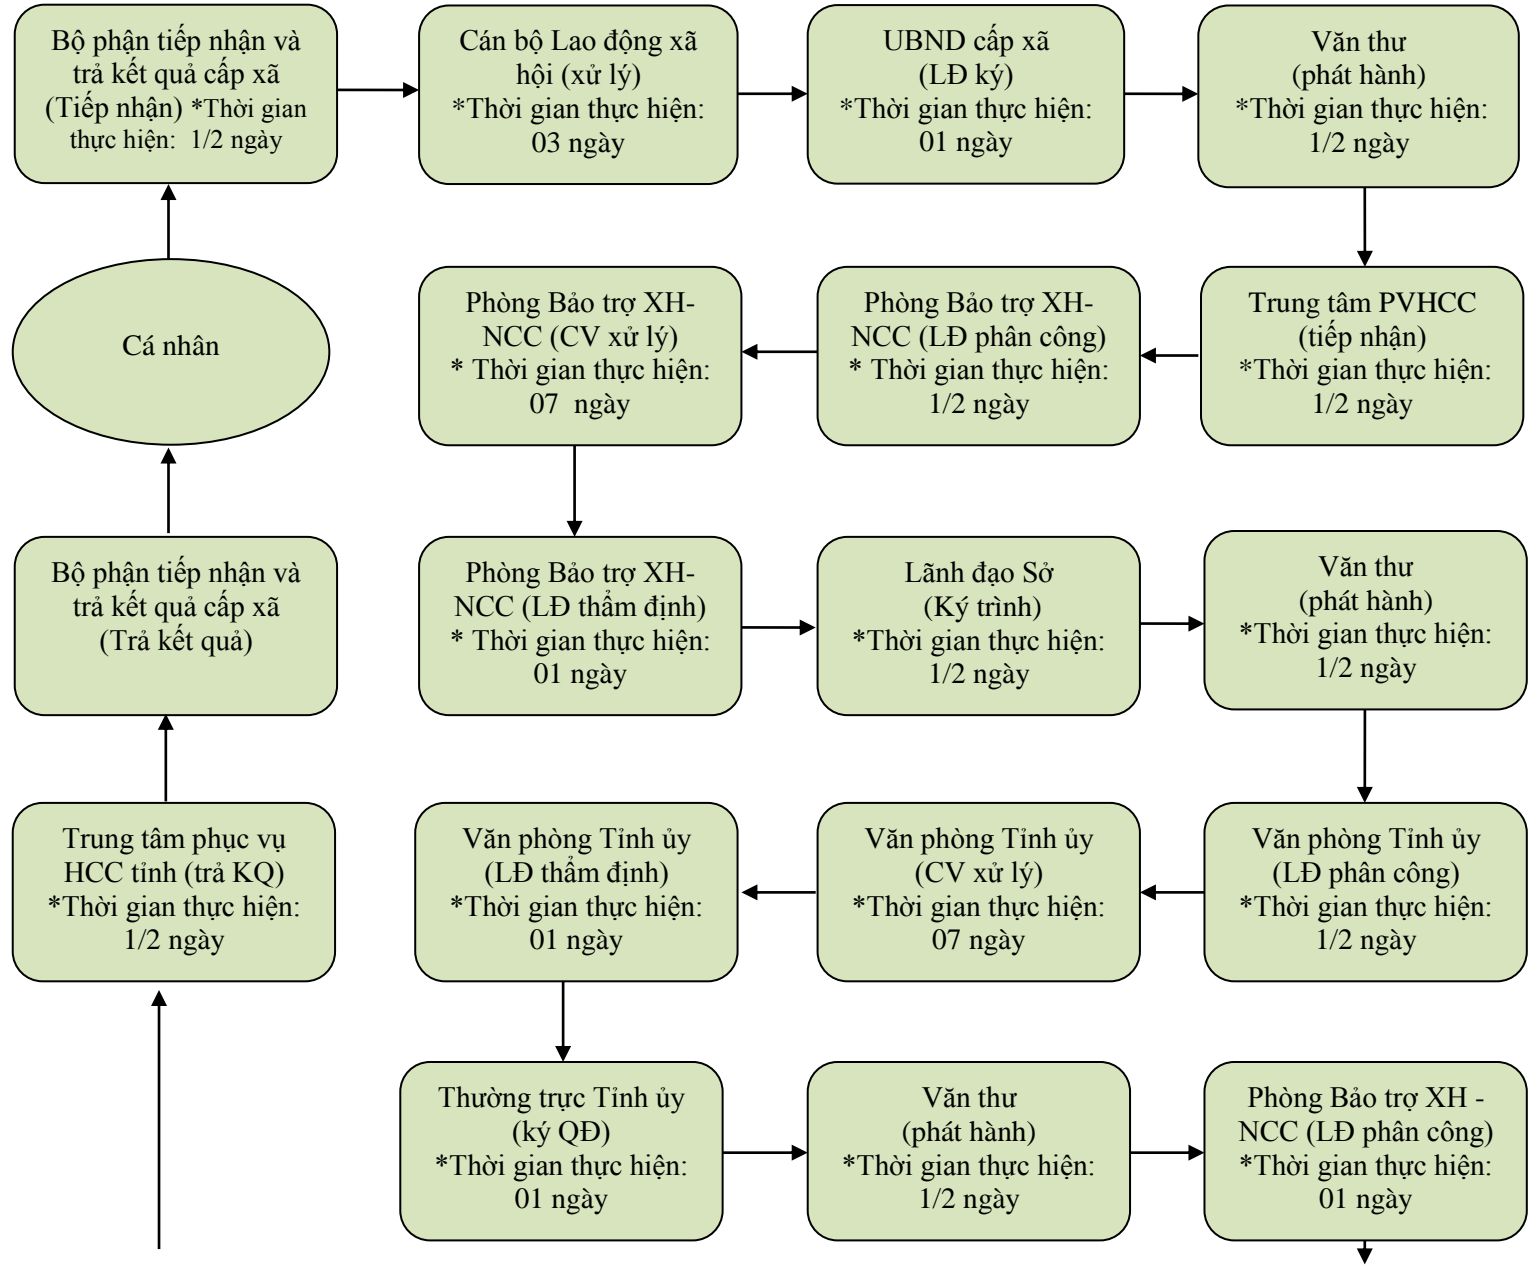 Bộ phận tiếp nhận và
trả kết quả cấp xã
(Tiếp nhận) *Thời gian
thực hiện: 1/2 ngày
Cán bộ Lao động xã
hội (xử lý)
*Thời gian thực hiện:
03 ngày
UBND cấp xã
(LĐ ký)
*Thời gian thực hiện:
01 ngày
Văn thư
(phát hành)
*Thời gian thực hiện:
1/2 ngày
Cá nhân
Phòng Bảo trợ XH-
NCC (CV xử lý)
* Thời gian thực hiện:
07 ngày
Phòng Bảo trợ XH-
NCC (LĐ phân công)
* Thời gian thực hiện:
1/2 ngày
Trung tâm PVHCC
(tiếp nhận)
*Thời gian thực hiện:
1/2 ngày
Bộ phận tiếp nhận và
trả kết quả cấp xã
(Trả kết quả)
Phòng Bảo trợ XH-
NCC (LĐ thẩm định)
* Thời gian thực hiện:
01 ngày
Lãnh đạo Sở
(Ký trình)
*Thời gian thực hiện:
1/2 ngày
Văn thư
(phát hành)
*Thời gian thực hiện:
1/2 ngày
Trung tâm phục vụ
HCC tỉnh (trả KQ)
*Thời gian thực hiện:
1/2 ngày
Văn phòng Tỉnh ủy
(LĐ thẩm định)
*Thời gian thực hiện:
01 ngày
Văn phòng Tỉnh ủy
(CV xử lý)
*Thời gian thực hiện:
07 ngày
Văn phòng Tỉnh ủy
(LĐ phân công)
*Thời gian thực hiện:
1/2 ngày
Thường trực Tỉnh ủy
(ký QĐ)
*Thời gian thực hiện:
01 ngày
Văn thư
(phát hành)
*Thời gian thực hiện:
1/2 ngày
Phòng Bảo trợ XH -
NCC (LĐ phân công)
*Thời gian thực hiện:
01 ngày